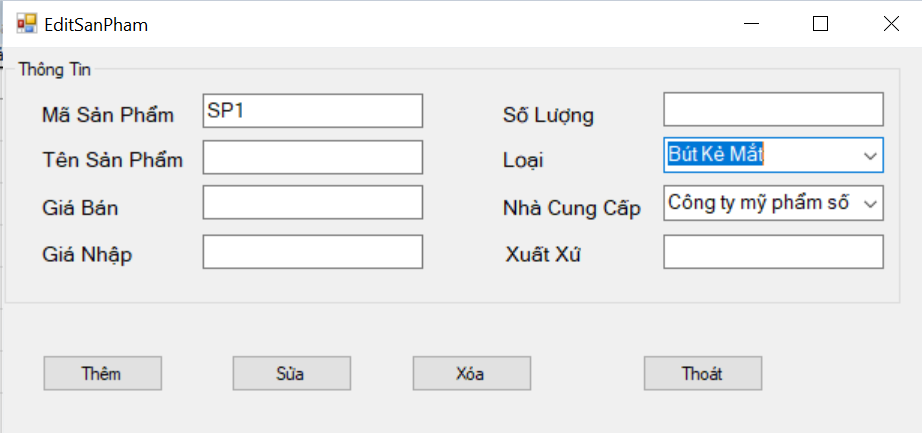 EditSanPham
Thông Tin
Mã Sản Phẩm SP1
Số Lượng
Tên Sản Phẩm
Loại Bút Kẻ Mắt
Giá Bán
Nhà Cung Cấp Công ty mỹ phẩm số
Giá Nhập
Xuất Xứ
Thêm Sửa Xóa Thoát